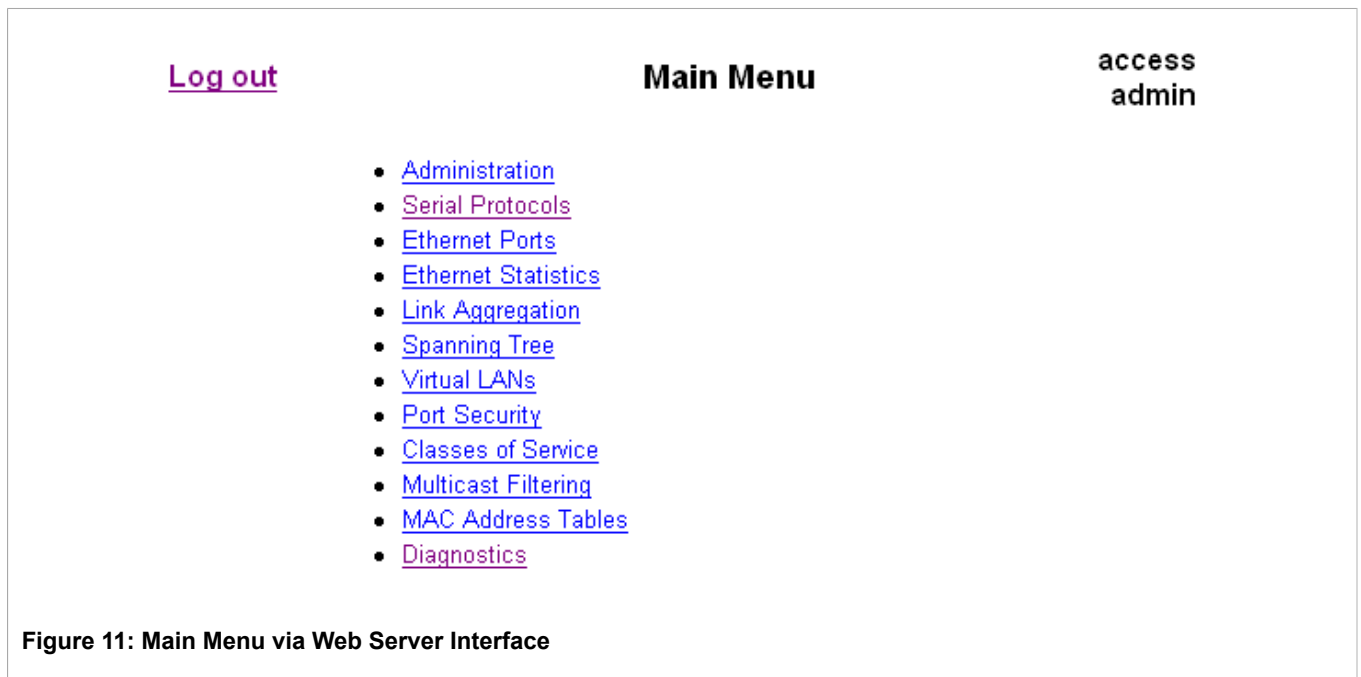 Log out
Main Menu
access
admin
Administration
Serial Protocols
Ethernet Ports
Ethernet Statistics
Link Aggregation
Spanning Tree
Virtual LANs
Port Security
Classes of Service
Multicast Filtering
MAC Address Tables
Diagnostics
Figure 11: Main Menu via Web Server Interface